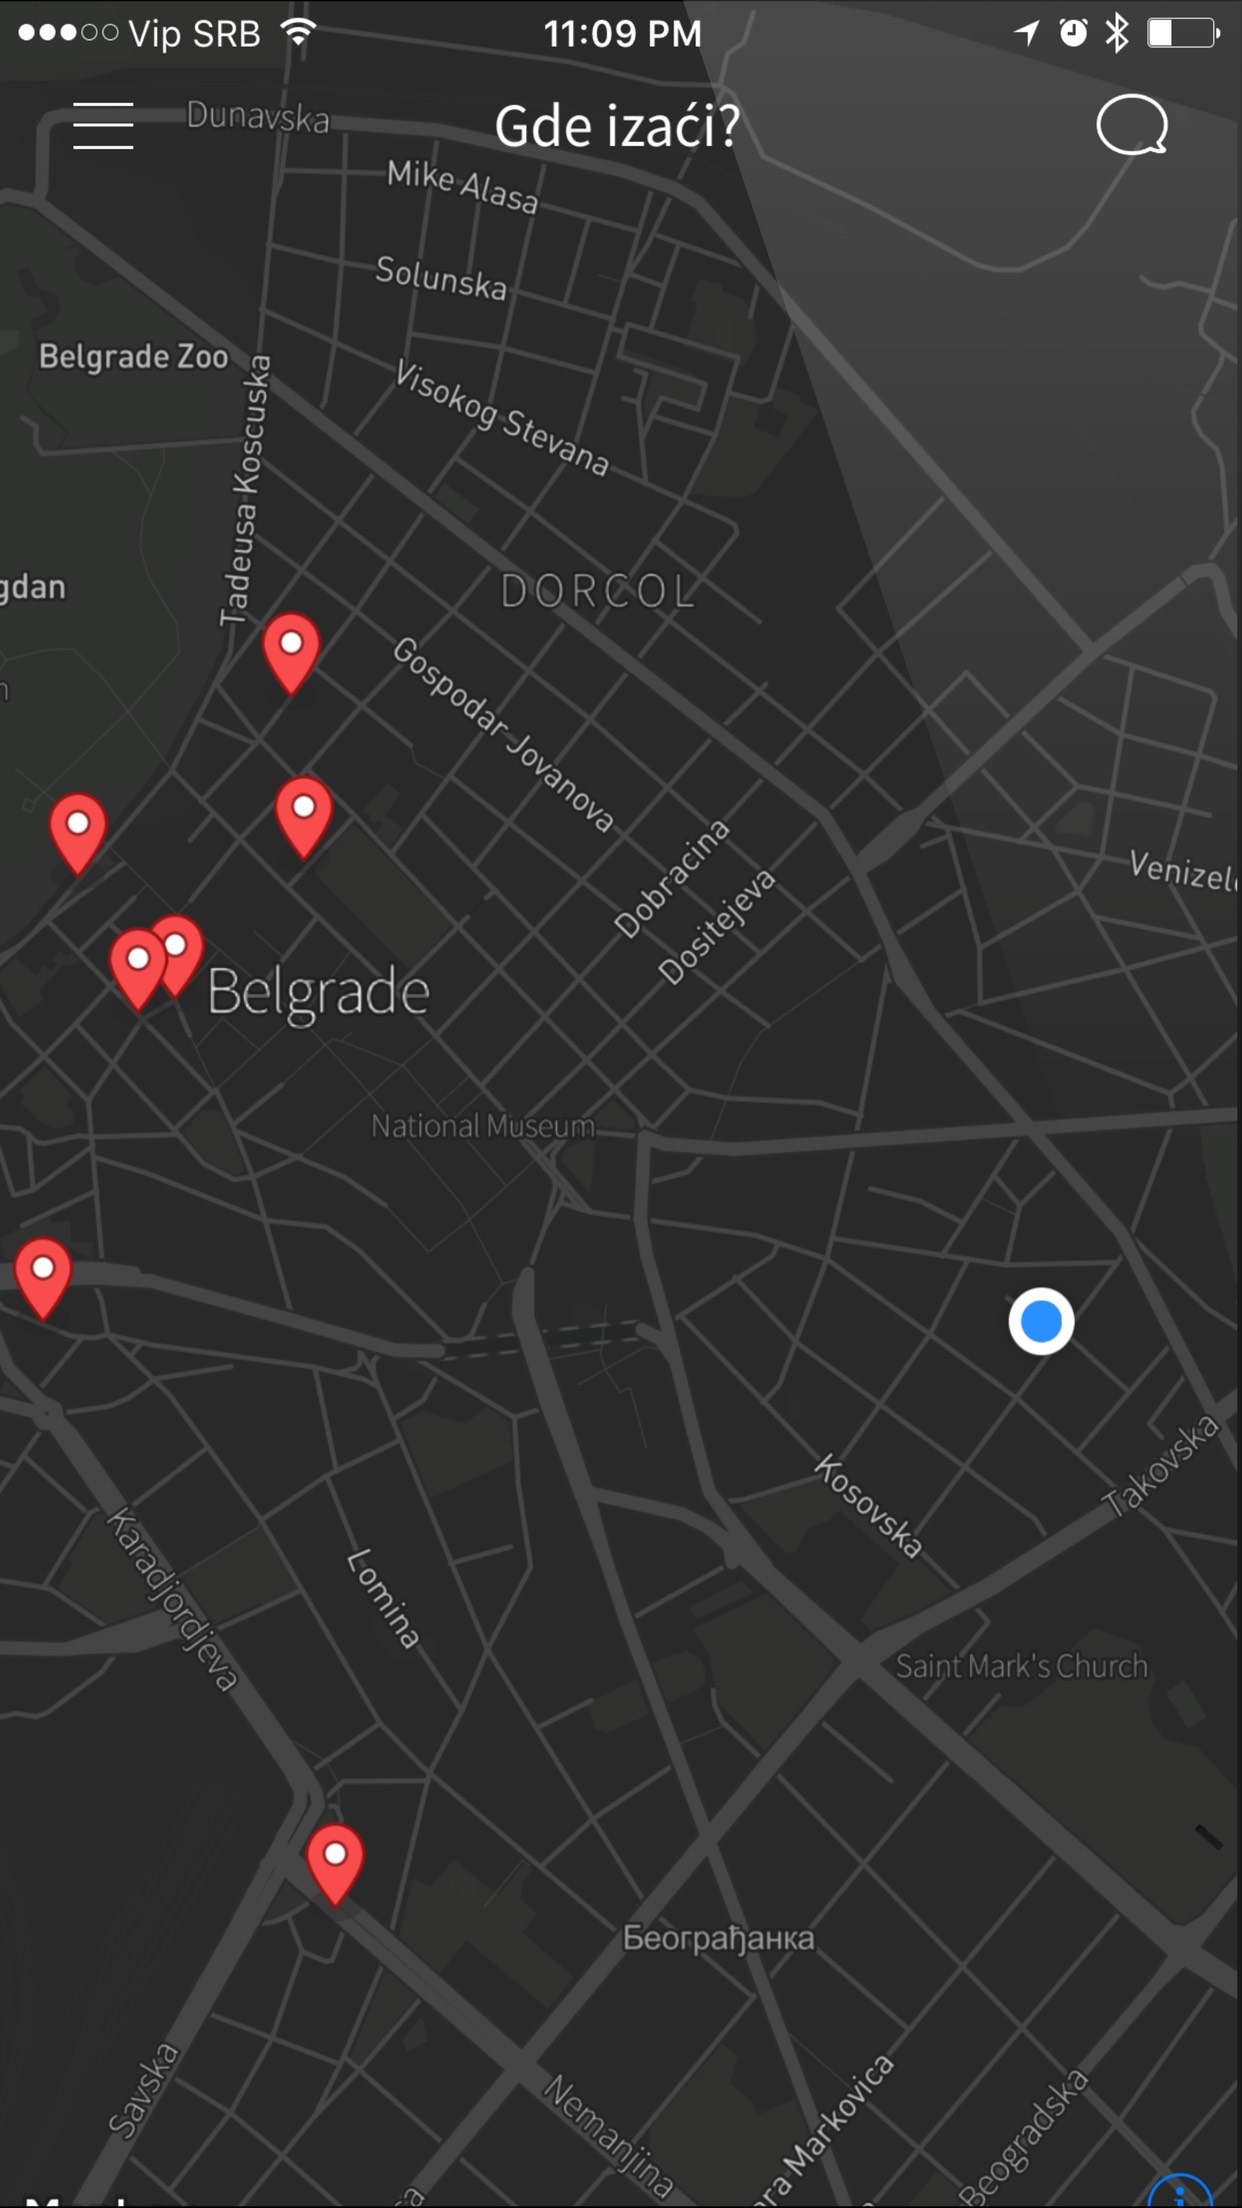 Vip SRB
11:09 PM
Gde izaći?
Dunavska
Mike Alasa
Solunska
Belgrade Zoo
Visokog Stevana
Tadeusa Koscuska
DORCOL
gdan
Gospodar Jovanova
Dobracina
Dositejeva
Venizel
Belgrade
National Museum
Kosovska
Takovska
Karadjordjeva
Lomina
Saint Mark's Church
Београђанка
Savska
Nemanjina
ara Markovica
Beogradska